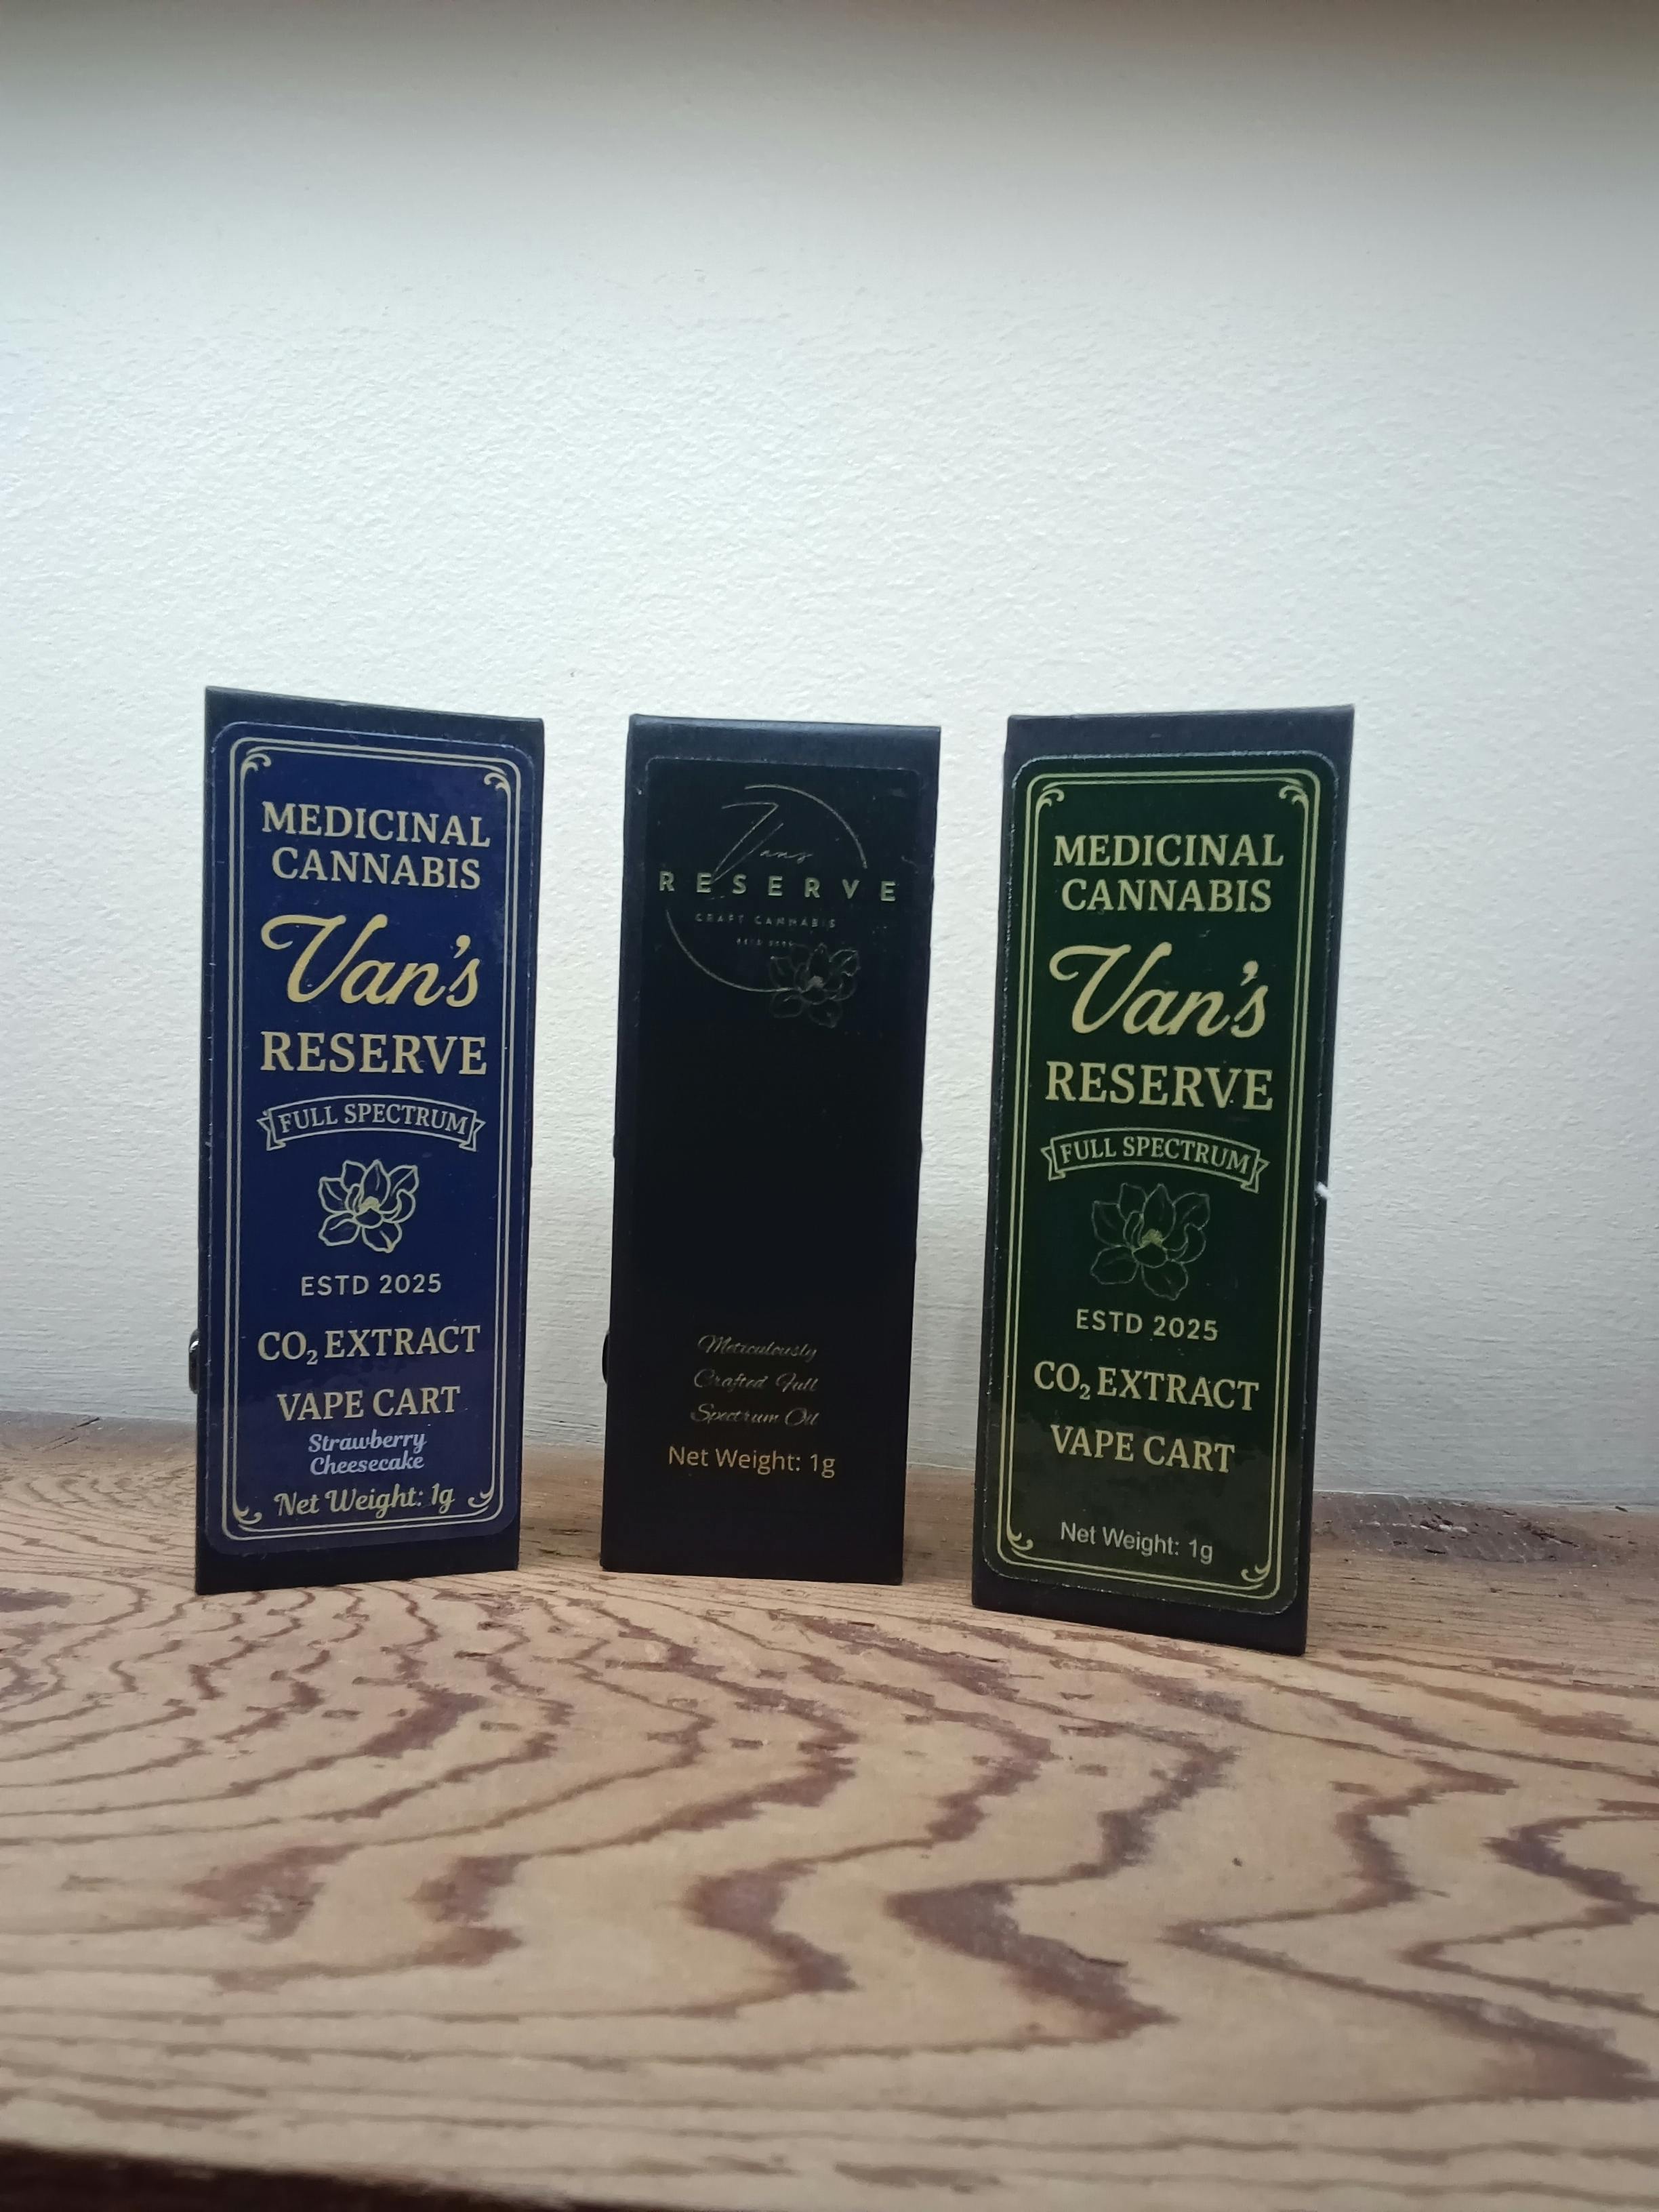 MEDICINAL
CANNABIS
Van's
RESERVE
FULL SPECTRUM
ESTD 2025
CO₂ EXTRACT
VAPE CART
Strawberry
Cheesecake
Net Weight: 1g
Vans
RESERVE
CRAFT CANNABIS
Meticulously
Crafted Full
Spectrum Oil
Net Weight: 1g
MEDICINAL
CANNABIS
Van's
RESERVE
FULL SPECTRUM
ESTD 2025
CO₂ EXTRACT
VAPE CART
Net Weight: 1g